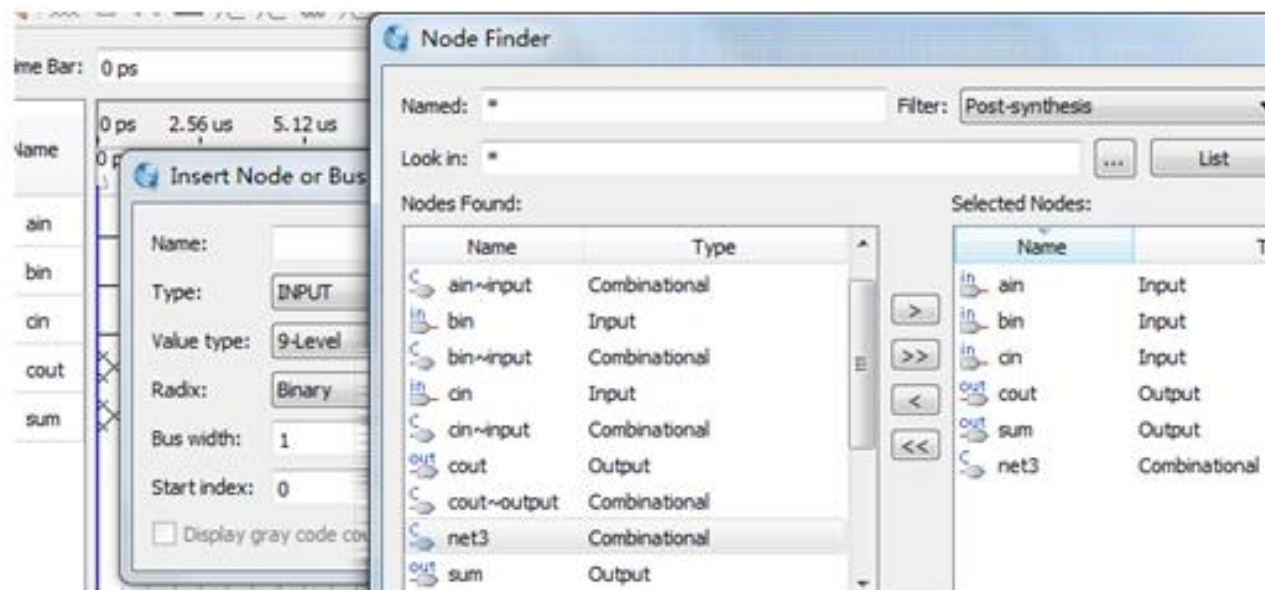 Node Finder
ime Bar: 0 ps
Named: * Filter: Post-synthesis
0 ps 2.56 us 5.12 us
Name
Look in: * ... List
Insert Node or Bus
Nodes Found: Selected Nodes:
Name Type Name T
ain
bin
cin
cout
sum
Name:
Type: INPUT
Value type: 9-Level
Radix: Binary
Bus width: 1
Start index: 0
Display gray code cou
ain~input Combinational
bin Input
bin~input Combinational
cin Input
cin~input Combinational
cout Output
cout~output Combinational
net3 Combinational
sum Output
>
>>
<
<<
ain Input
bin Input
cin Input
cout Output
sum Output
net3 Combinational